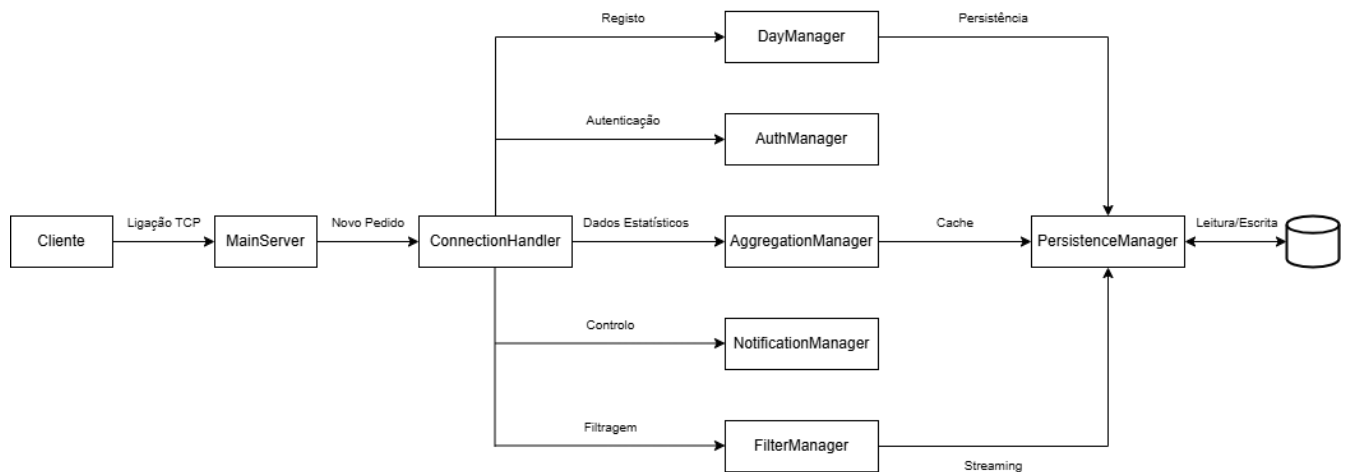 Registo
DayManager
Persistência
Autenticação
AuthManager
Cliente
Ligação TCP
MainServer
Novo Pedido
ConnectionHandler
Dados Estatísticos
AggregationManager
Cache
PersistenceManager
Leitura/Escrita
Controlo
NotificationManager
Filtragem
FilterManager
Streaming